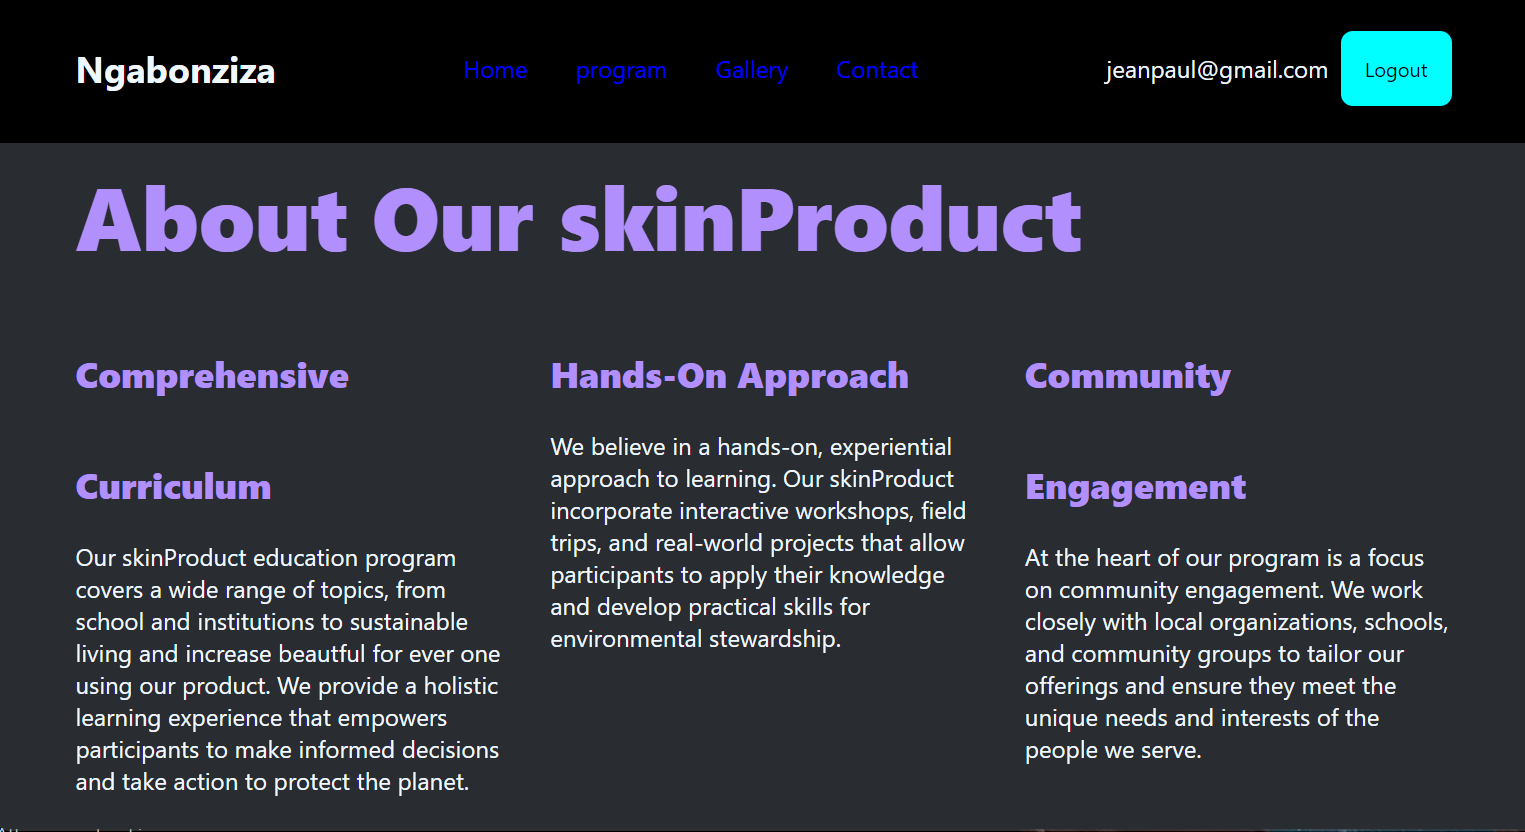 Ngabonziza
Home program Gallery Contact
jeanpaul@gmail.com Logout
About Our skinProduct
Comprehensive
Curriculum
Our skinProduct education program
covers a wide range of topics, from
school and institutions to sustainable
living and increase beautful for ever one
using our product. We provide a holistic
learning experience that empowers
participants to make informed decisions
and take action to protect the planet.
Hands-On Approach
We believe in a hands-on, experiential
approach to learning. Our skinProduct
incorporate interactive workshops, field
trips, and real-world projects that allow
participants to apply their knowledge
and develop practical skills for
environmental stewardship.
Community
Engagement
At the heart of our program is a focus
on community engagement. We work
closely with local organizations, schools,
and community groups to tailor our
offerings and ensure they meet the
unique needs and interests of the
people we serve.